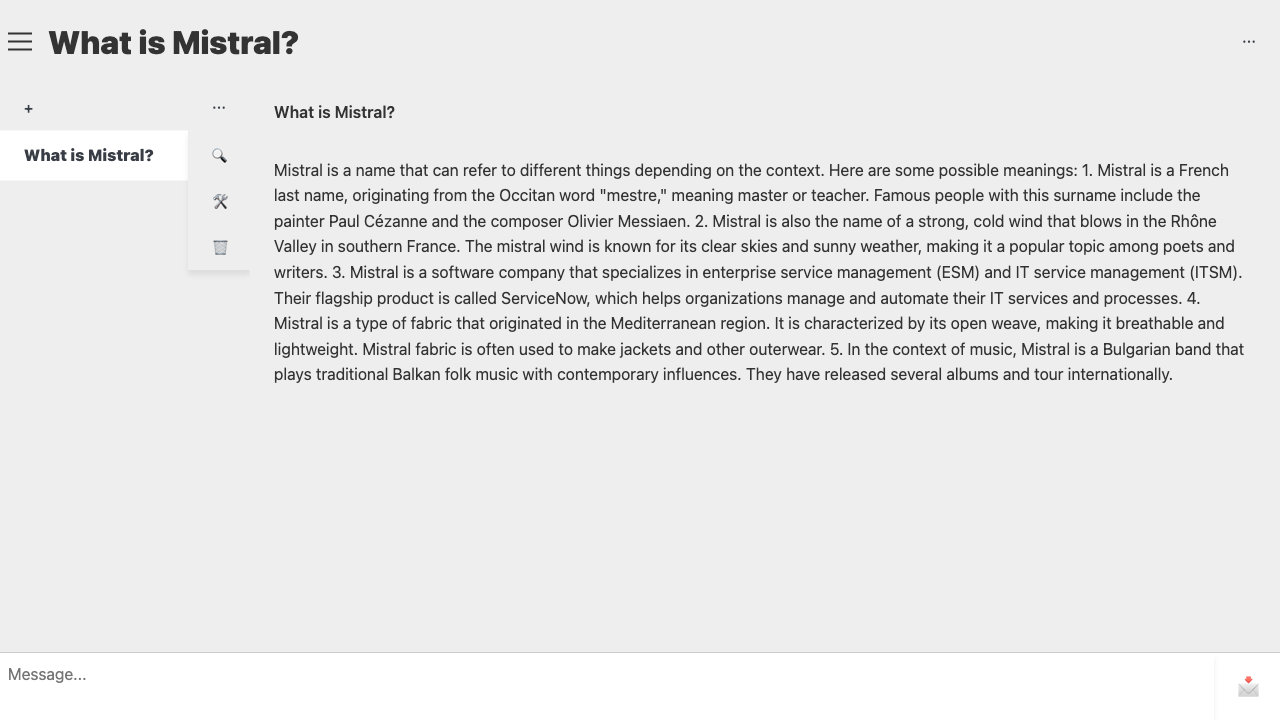 What is Mistral?
...
+
...
What is Mistral?
What is Mistral?
Mistral is a name that can refer to different things depending on the context. Here are some possible meanings: 1. Mistral is a French
last name, originating from the Occitan word "mestre," meaning master or teacher. Famous people with this surname include the
painter Paul Cézanne and the composer Olivier Messiaen. 2. Mistral is also the name of a strong, cold wind that blows in the Rhône
Valley in southern France. The mistral wind is known for its clear skies and sunny weather, making it a popular topic among poets and
writers. 3. Mistral is a software company that specializes in enterprise service management (ESM) and IT service management (ITSM).
Their flagship product is called ServiceNow, which helps organizations manage and automate their IT services and processes. 4.
Mistral is a type of fabric that originated in the Mediterranean region. It is characterized by its open weave, making it breathable and
lightweight. Mistral fabric is often used to make jackets and other outerwear. 5. In the context of music, Mistral is a Bulgarian band that
plays traditional Balkan folk music with contemporary influences. They have released several albums and tour internationally.
Message...